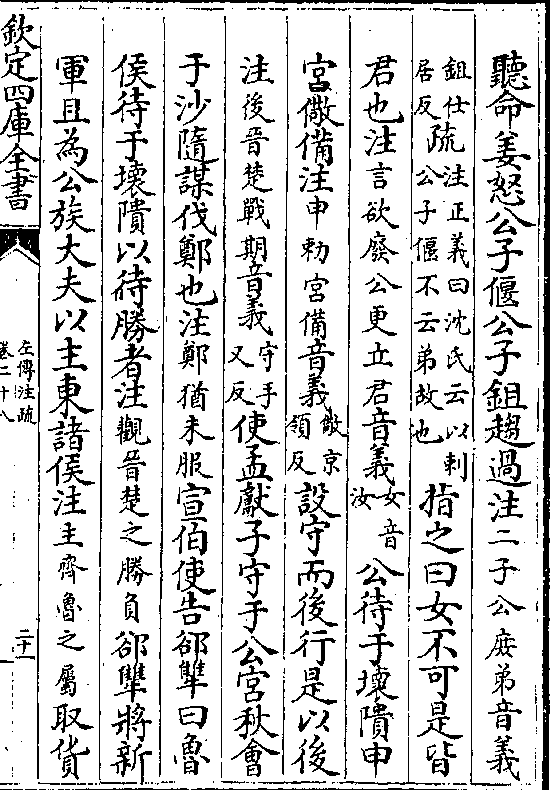 聽命姜怒公子偃公子鉏趨過注二子公庶弟音義
鉏仕居反疏注正義曰沈氏云以刺公子偃不云弟故也指之曰女不可是皆
君也注言欲廢公更立君音義女音汝公待于壞隤申
宮儆備注申勑宮備音義儆京領反設守而後行是以後
注後晉楚戰期音義守手又反使孟獻子守于公宮秋會
于沙隨謀伐鄭也注鄭猶未服宣伯使告郤犨曰魯
侯待于壞隤以待勝者注觀晉楚之勝負郤犨將新
軍且為公族大夫以主東諸侯注主齊魯之屬取貨
欽定四庫全書
左傳注疏
卷二十八
二十一